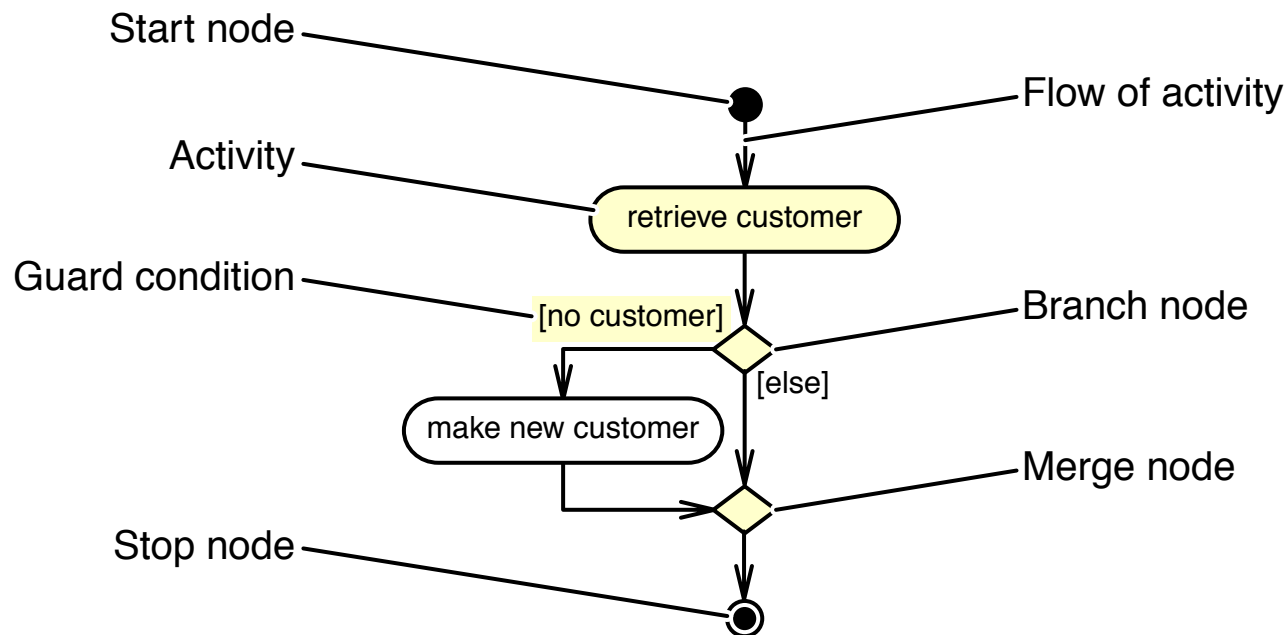 Start node
Flow of activity
Activity
retrieve customer
Guard condition
[no customer]
Branch node
[else]
make new customer
Merge node
Stop node